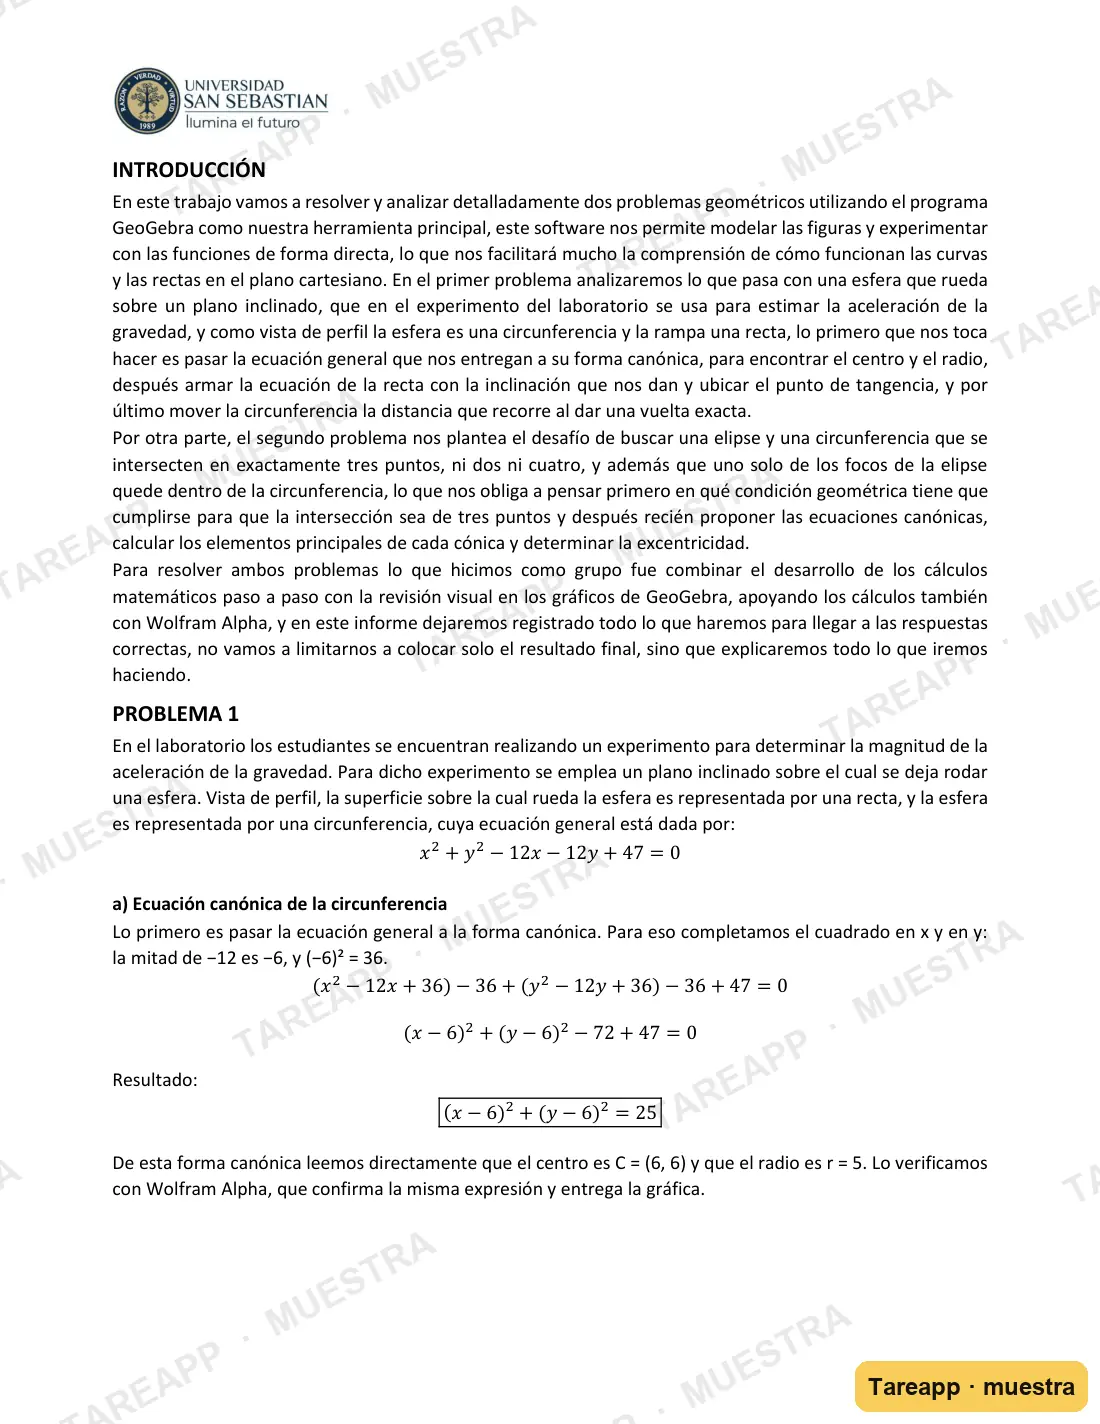 RAZON · VERDAD · VIRTUD
1989
UNIVERSIDAD
SAN SEBASTIAN
Ilumina el futuro
INTRODUCCIÓN
En este trabajo vamos a resolver y analizar detalladamente dos problemas geométricos utilizando el programa
GeoGebra como nuestra herramienta principal, este software nos permite modelar las figuras y experimentar
con las funciones de forma directa, lo que nos facilitará mucho la comprensión de cómo funcionan las curvas
y las rectas en el plano cartesiano. En el primer problema analizaremos lo que pasa con una esfera que rueda
sobre un plano inclinado, que en el experimento del laboratorio se usa para estimar la aceleración de la
gravedad, y como vista de perfil la esfera es una circunferencia y la rampa una recta, lo primero que nos toca
hacer es pasar la ecuación general que nos entregan a su forma canónica, para encontrar el centro y el radio,
después armar la ecuación de la recta con la inclinación que nos dan y ubicar el punto de tangencia, y por
último mover la circunferencia la distancia que recorre al dar una vuelta exacta.
Por otra parte, el segundo problema nos plantea el desafío de buscar una elipse y una circunferencia que se
intersecten en exactamente tres puntos, ni dos ni cuatro, y además que uno solo de los focos de la elipse
quede dentro de la circunferencia, lo que nos obliga a pensar primero en qué condición geométrica tiene que
cumplirse para que la intersección sea de tres puntos y después recién proponer las ecuaciones canónicas,
calcular los elementos principales de cada cónica y determinar la excentricidad.
Para resolver ambos problemas lo que hicimos como grupo fue combinar el desarrollo de los cálculos
matemáticos paso a paso con la revisión visual en los gráficos de GeoGebra, apoyando los cálculos también
con Wolfram Alpha, y en este informe dejaremos registrado todo lo que haremos para llegar a las respuestas
correctas, no vamos a limitarnos a colocar solo el resultado final, sino que explicaremos todo lo que iremos
haciendo.
PROBLEMA 1
En el laboratorio los estudiantes se encuentran realizando un experimento para determinar la magnitud de la
aceleración de la gravedad. Para dicho experimento se emplea un plano inclinado sobre el cual se deja rodar
una esfera. Vista de perfil, la superficie sobre la cual rueda la esfera es representada por una recta, y la esfera
es representada por una circunferencia, cuya ecuación general está dada por:
x² + y² − 12x − 12y + 47 = 0
a) Ecuación canónica de la circunferencia
Lo primero es pasar la ecuación general a la forma canónica. Para eso completamos el cuadrado en x y en y:
la mitad de −12 es −6, y (−6)² = 36.
(x² − 12x + 36) − 36 + (y² − 12y + 36) − 36 + 47 = 0
(x − 6)² + (y − 6)² − 72 + 47 = 0
Resultado:
(x − 6)² + (y − 6)² = 25
De esta forma canónica leemos directamente que el centro es C = (6, 6) y que el radio es r = 5. Lo verificamos
con Wolfram Alpha, que confirma la misma expresión y entrega la gráfica.
TAREAPP · MUESTRA
Tareapp · muestra